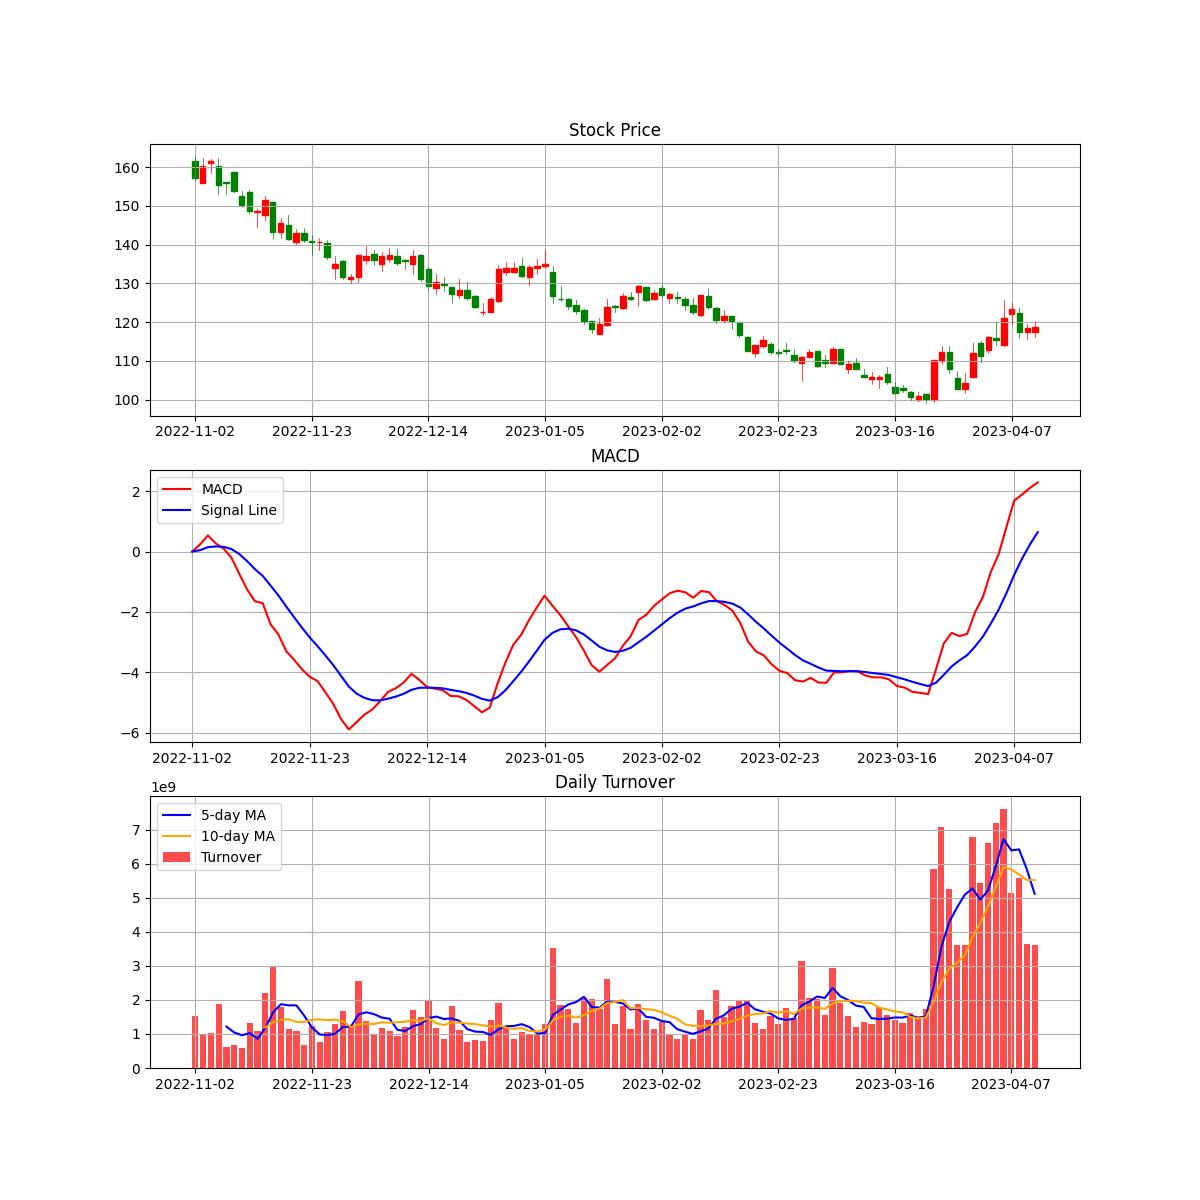 Stock Price
160
150
140
130
120
110
100
2022-11-02 2022-11-23 2022-12-14 2023-01-05 2023-02-02 2023-02-23 2023-03-16 2023-04-07
MACD
MACD
Signal Line
2
0
−2
−4
−6
2022-11-02 2022-11-23 2022-12-14 2023-01-05 2023-02-02 2023-02-23 2023-03-16 2023-04-07
Daily Turnover
1e9
5-day MA
10-day MA
Turnover
7
6
5
4
3
2
1
0
2022-11-02 2022-11-23 2022-12-14 2023-01-05 2023-02-02 2023-02-23 2023-03-16 2023-04-07